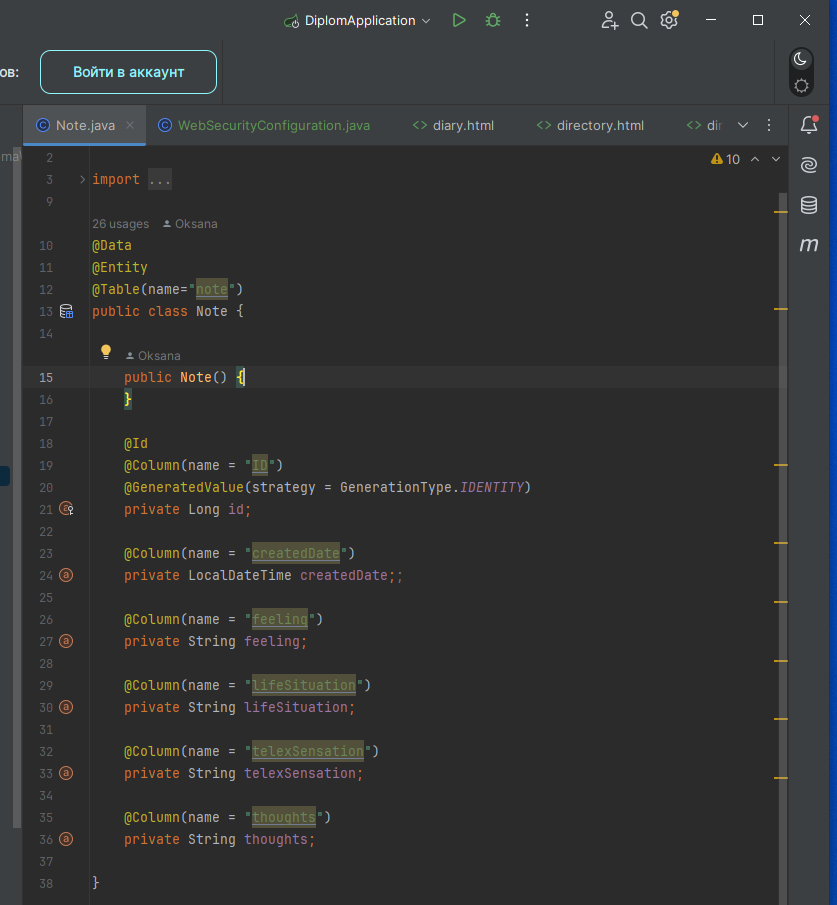 DiplomApplication
ов:
Войти в аккаунт
Note.java
WebSecurityConfiguration.java
<> diary.html
<> directory.html
<> dir
ma\
10
2
3 import ...
9
26 usages Oksana
10 @Data
11 @Entity
12 @Table(name="note")
13 public class Note {
14
Oksana
15 public Note() {
16 }
17
18 @Id
19 @Column(name = "ID")
20 @GeneratedValue(strategy = GenerationType.IDENTITY)
21 private Long id;
22
23 @Column(name = "createdDate")
24 private LocalDateTime createdDate;;
25
26 @Column(name = "feeling")
27 private String feeling;
28
29 @Column(name = "lifeSituation")
30 private String lifeSituation;
31
32 @Column(name = "telexSensation")
33 private String telexSensation;
34
35 @Column(name = "thoughts")
36 private String thoughts;
37
38 }
m